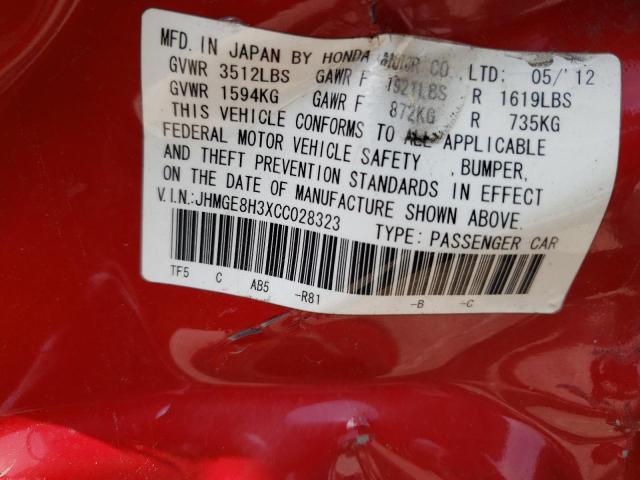 MFD. IN JAPAN BY HONDA MOTOR CO., LTD: 05/'12
GVWR 3512LBS GAWR F 1921LBS R 1619LBS
GVWR 1594KG GAWR F 872KG R 735KG
THIS VEHICLE CONFORMS TO ALL APPLICABLE
FEDERAL MOTOR VEHICLE SAFETY , BUMPER,
AND THEFT PREVENTION STANDARDS IN EFFECT
ON THE DATE OF MANUFACTURE SHOWN ABOVE.
V.I.N:JHMGE8H3XCC028323 TYPE: PASSENGER CAR
TF5 C AB5 -R81 -B -C